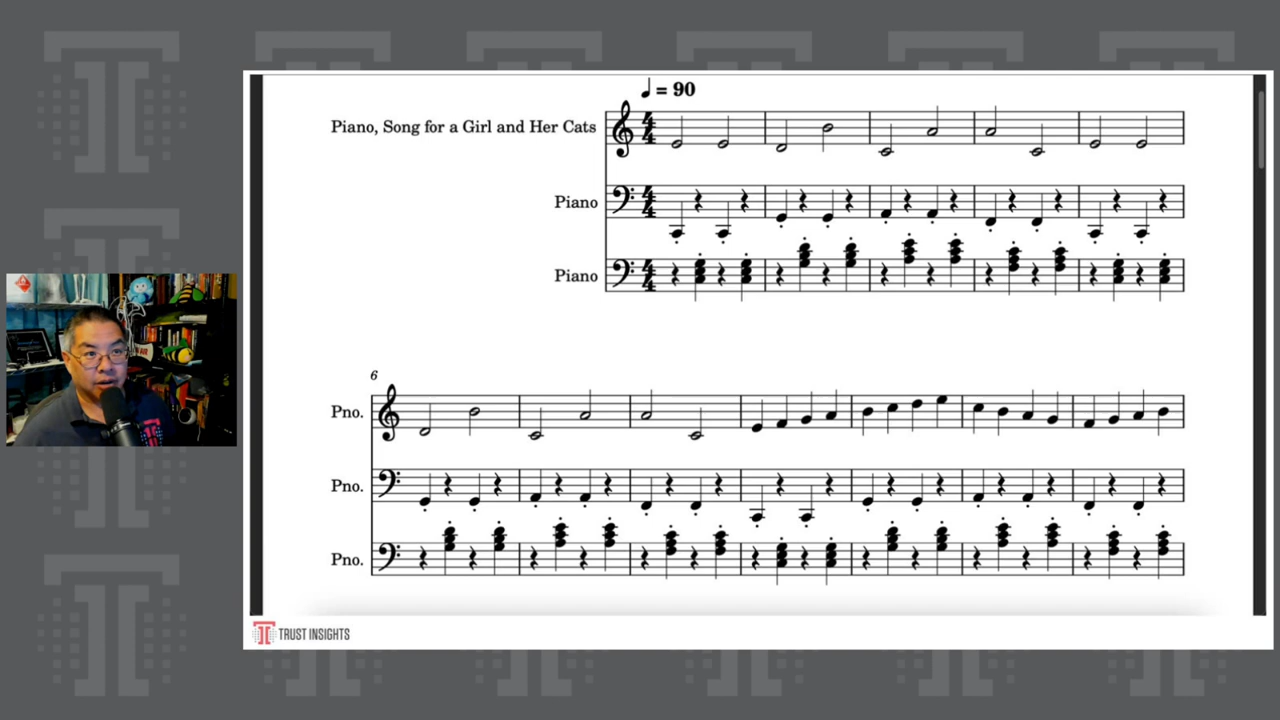 ♩ = 90
Piano, Song for a Girl and Her Cats
Piano
Piano
6
Pno.
Pno.
Pno.
TRUST INSIGHTS